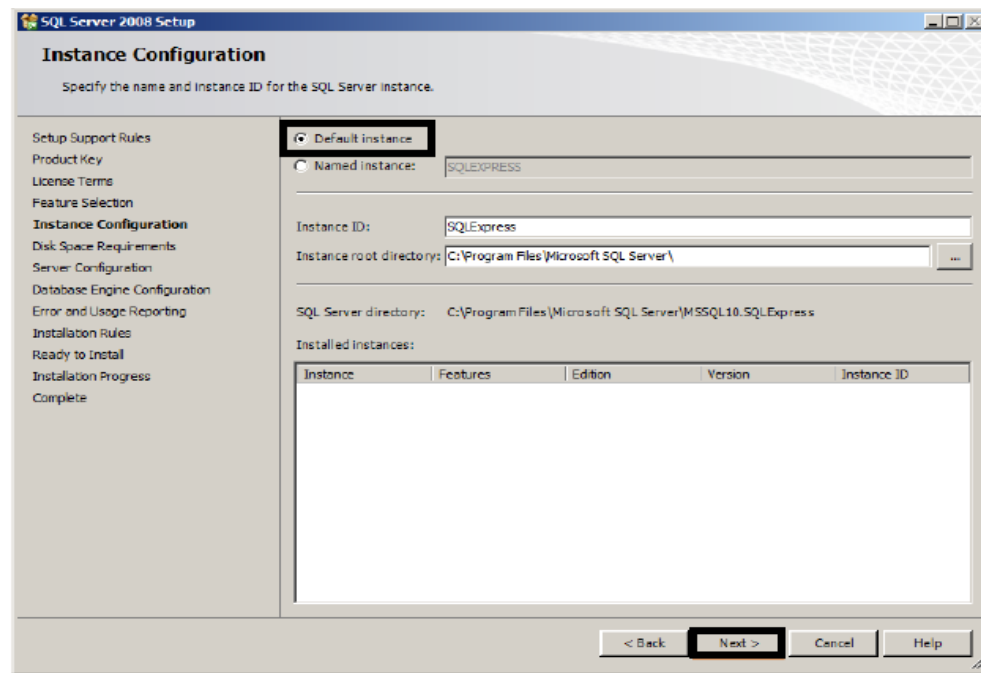 SQL Server 2008 Setup
Instance Configuration
Specify the name and instance ID for the SQL Server instance.
Setup Support Rules
Product Key
License Terms
Feature Selection
Instance Configuration
Disk Space Requirements
Server Configuration
Database Engine Configuration
Error and Usage Reporting
Installation Rules
Ready to Install
Installation Progress
Complete
Default instance
Named instance: SQLEXPRESS
Instance ID: SQLExpress
Instance root directory: C:\Program Files\Microsoft SQL Server\ ...
SQL Server directory: C:\Program Files\Microsoft SQL Server\MSSQL10.SQLExpress
Installed instances:
Instance Features Edition Version Instance ID
< Back Next > Cancel Help